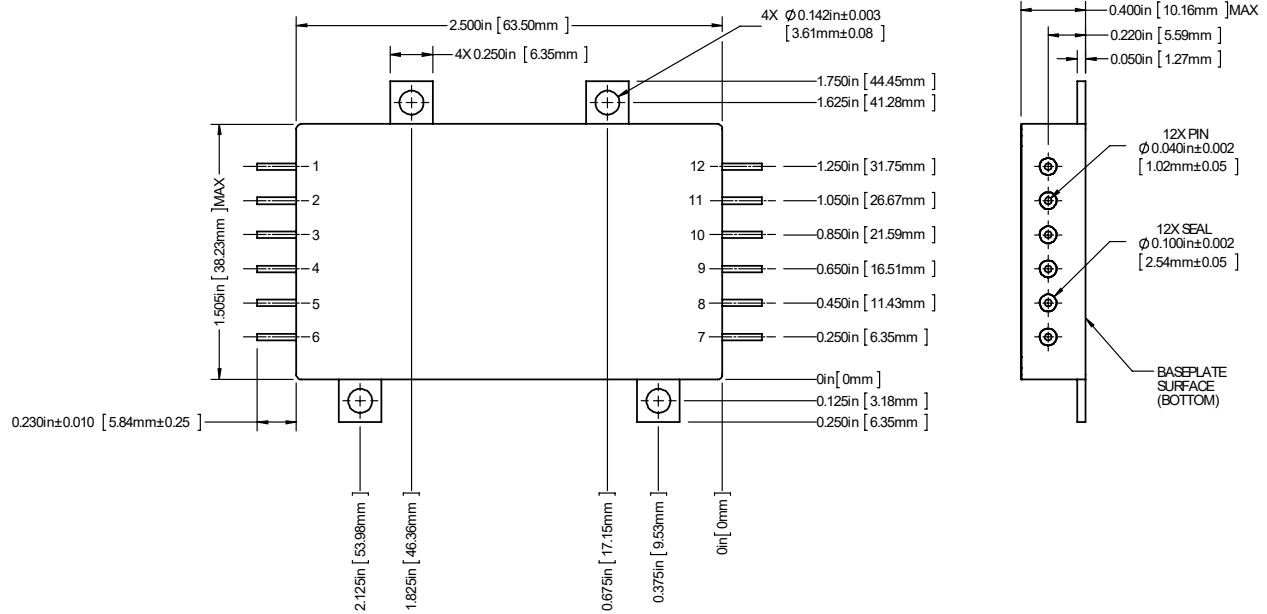 2.500in [ 63.50mm ]
4X 0.250in [ 6.35mm ]
4X Ø 0.142in±0.003
[ 3.61mm±0.08 ]
0.400in [ 10.16mm ]MAX
0.220in [ 5.59mm ]
0.050in [ 1.27mm ]
1.750in [ 44.45mm ]
1.625in [ 41.28mm ]
1.505in [ 38.23mm ]MAX
1
2
3
4
5
6
12
11
10
9
8
7
1.250in [ 31.75mm ]
1.050in [ 26.67mm ]
0.850in [ 21.59mm ]
0.650in [ 16.51mm ]
0.450in [ 11.43mm ]
0.250in [ 6.35mm ]
0in[ 0mm ]
0.125in [ 3.18mm ]
0.250in [ 6.35mm ]
12X PIN
Ø 0.040in±0.002
[ 1.02mm±0.05 ]
12X SEAL
Ø 0.100in±0.002
[ 2.54mm±0.05 ]
BASEPLATE
SURFACE
(BOTTOM)
0.230in±0.010 [ 5.84mm±0.25 ]
2.125in [ 53.98mm ]
1.825in [ 46.36mm ]
0.675in [ 17.15mm ]
0.375in [ 9.53mm ]
0in[ 0mm ]